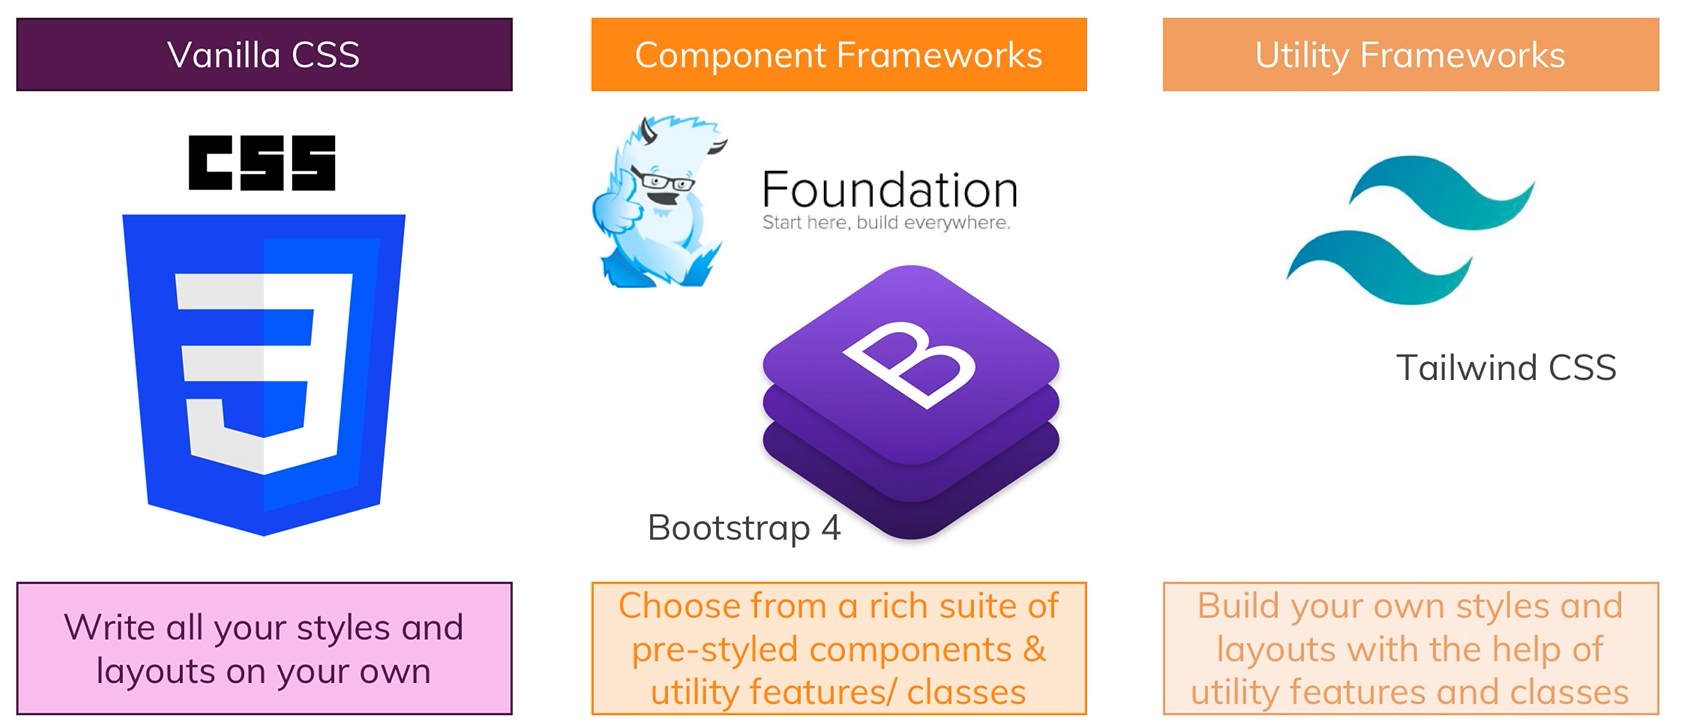 Vanilla CSS
CSS
3
Write all your styles and
layouts on your own
Component Frameworks
Foundation
Start here, build everywhere.
B
Bootstrap 4
Choose from a rich suite of
pre-styled components &
utility features/ classes
Utility Frameworks
Tailwind CSS
Build your own styles and
layouts with the help of
utility features and classes